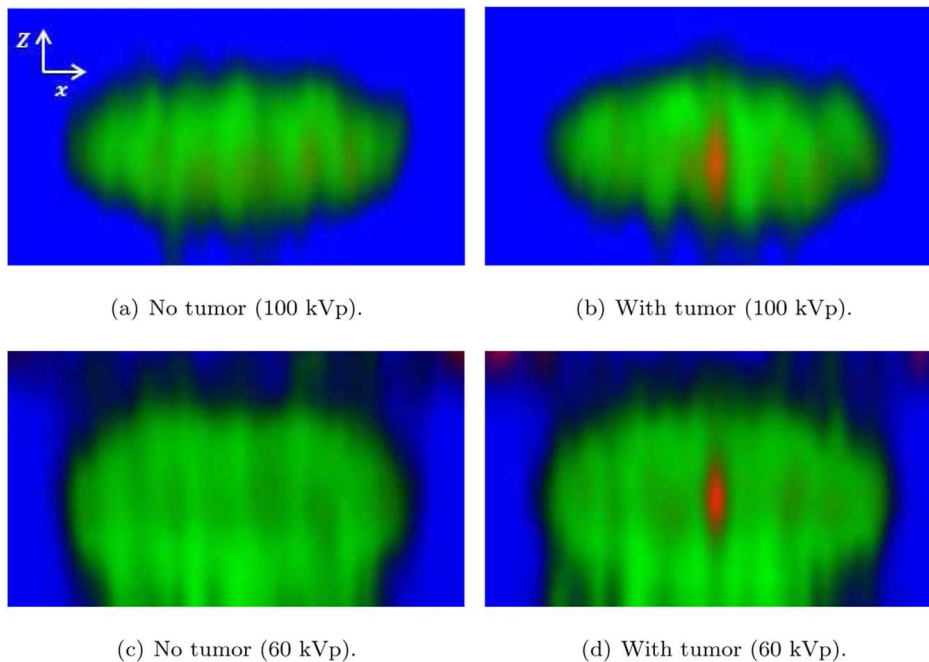 Z
x
(a) No tumor (100 kVp).
(b) With tumor (100 kVp).
(c) No tumor (60 kVp).
(d) With tumor (60 kVp).